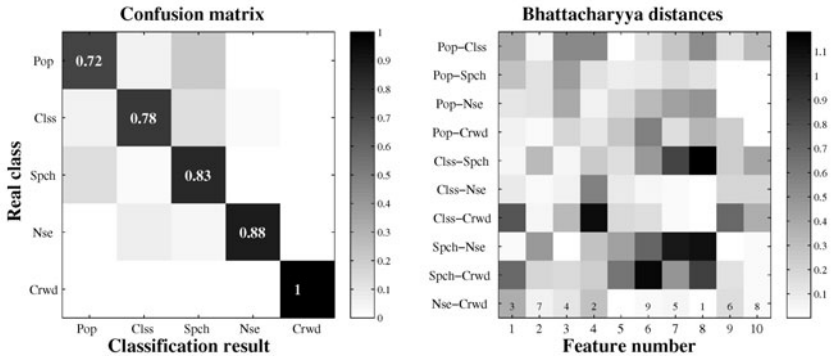 Confusion matrix
Real class
Pop
Clss
Spch
Nse
Crwd
0.72
0.78
0.83
0.88
1
Pop Clss Spch Nse Crwd
Classification result
1
0.9
0.8
0.7
0.6
0.5
0.4
0.3
0.2
0.1
0
Bhattacharyya distances
Pop-Clss
Pop-Spch
Pop-Nse
Pop-Crwd
Clss-Spch
Clss-Nse
Clss-Crwd
Spch-Nse
Spch-Crwd
Nse-Crwd
3 7 4 2 9 5 1 6 8
1 2 3 4 5 6 7 8 9 10
Feature number
1.1
1
0.9
0.8
0.7
0.6
0.5
0.4
0.3
0.2
0.1